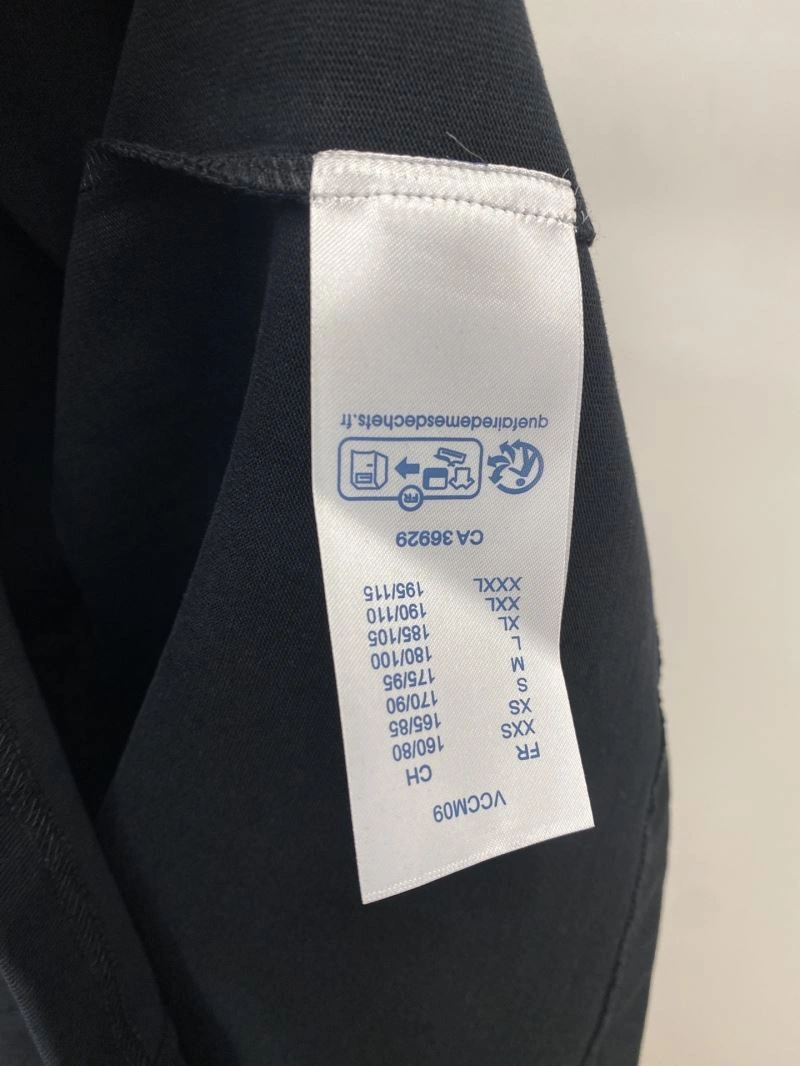 VCCM09
FR CH
XXS 160/80
XS 165/85
S 170/90
M 175/95
L 180/100
XL 185/105
XXL 190/110
XXXL 195/115
CA 36929
FR
quefairedemesdechets.fr